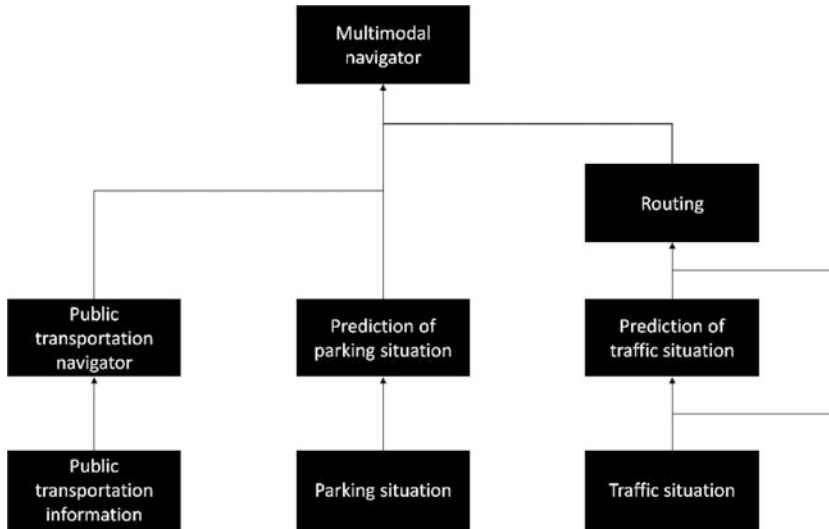 Multimodal
navigator
Routing
Public
transportation
navigator
Prediction of
parking situation
Prediction of
traffic situation
Public
transportation
information
Parking situation
Traffic situation